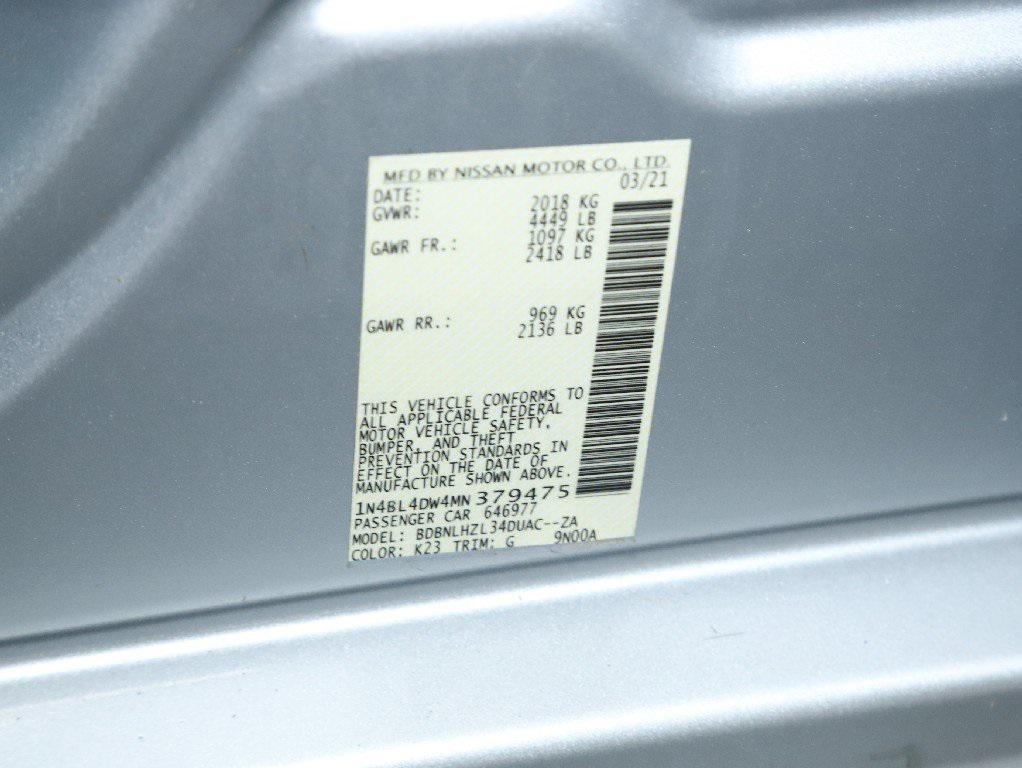 MFD BY NISSAN MOTOR CO., LTD.
DATE: 03/21
GVWR: 2018 KG
4449 LB
GAWR FR.: 1097 KG
2418 LB
GAWR RR.: 969 KG
2136 LB
THIS VEHICLE CONFORMS TO
ALL APPLICABLE FEDERAL
MOTOR VEHICLE SAFETY,
BUMPER, AND THEFT
PREVENTION STANDARDS IN
EFFECT ON THE DATE OF
MANUFACTURE SHOWN ABOVE.
1N4BL4DW4MN379475
PASSENGER CAR 646977
MODEL: BDBNLHZL34DUAC--ZA
COLOR: K23 TRIM: G 9N00A